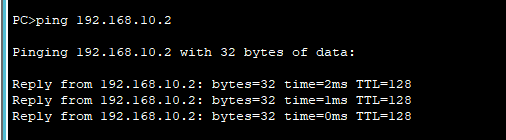 PC>ping 192.168.10.2
Pinging 192.168.10.2 with 32 bytes of data:
Reply from 192.168.10.2: bytes=32 time=2ms TTL=128
Reply from 192.168.10.2: bytes=32 time=1ms TTL=128
Reply from 192.168.10.2: bytes=32 time=0ms TTL=128